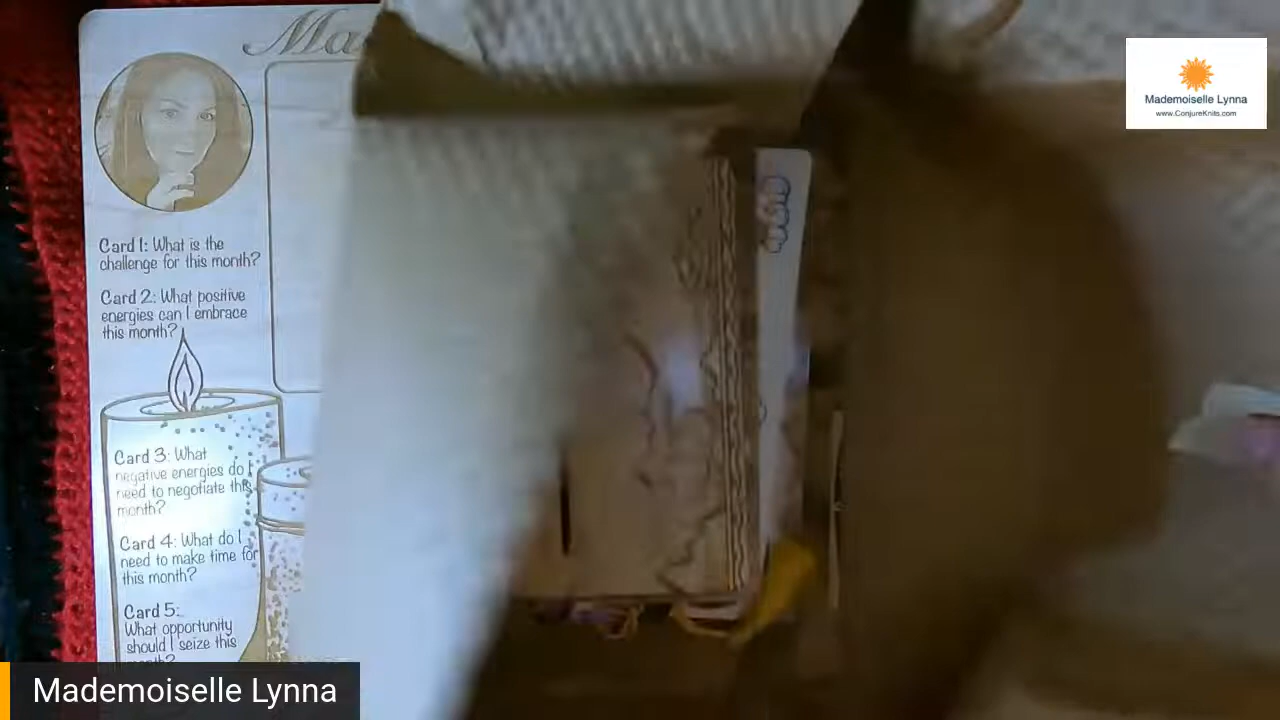 Ma
Mademoiselle Lynna
www.ConjureKnits.com
Card 1: What is the
challenge for this month?
Card 2: What positive
energies can I embrace
this month?
Card 3: What
negative energies do I
need to negotiate this
month?
Card 4: What do I
need to make time for
this month?
Card 5:
What opportunity
should I seize this
month?
Mademoiselle Lynna